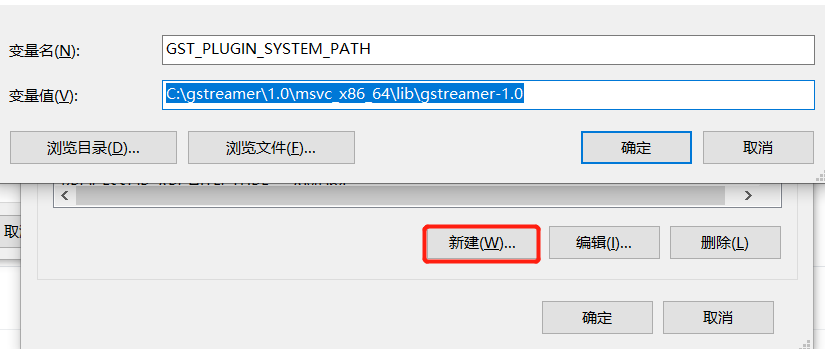 变量名(N):
GST_PLUGIN_SYSTEM_PATH
变量值(V):
C:\gstreamer\1.0\msvc_x86_64\lib\gstreamer-1.0
浏览目录(D)...
浏览文件(F)...
确定
取消
取
新建(W)...
编辑(I)...
删除(L)
确定
取消